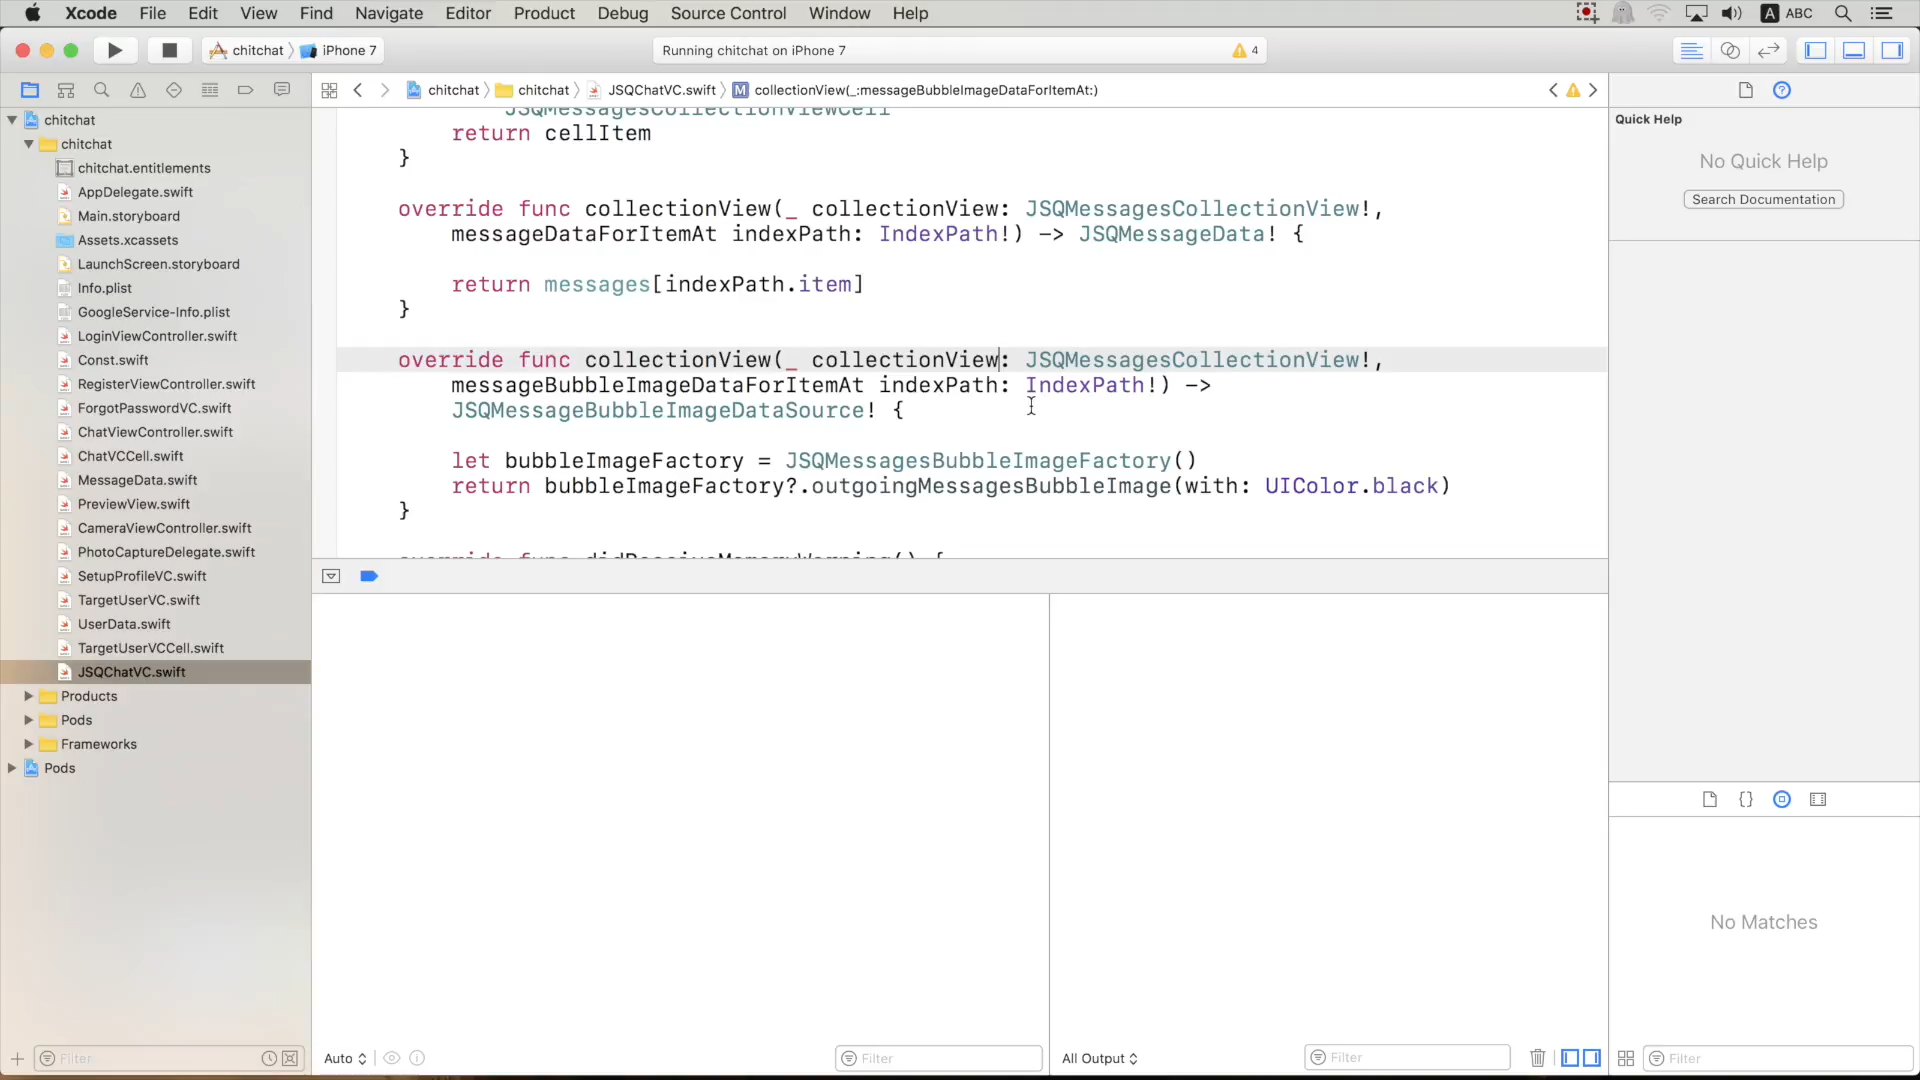 Xcode File Edit View Find Navigate Editor Product Debug Source Control Window Help A ABC
chitchat iPhone 7 Running chitchat on iPhone 7 4
chitchat chitchat JSQChatVC.swift M collectionView(_:messageBubbleImageDataForItemAt:)
chitchat
chitchat
chitchat.entitlements
AppDelegate.swift
Main.storyboard
Assets.xcassets
LaunchScreen.storyboard
Info.plist
GoogleService-Info.plist
LoginViewController.swift
Const.swift
RegisterViewController.swift
ForgotPasswordVC.swift
ChatViewController.swift
ChatVCCell.swift
MessageData.swift
PreviewView.swift
CameraViewController.swift
PhotoCaptureDelegate.swift
SetupProfileVC.swift
TargetUserVC.swift
UserData.swift
TargetUserVCCell.swift
JSQChatVC.swift
Products
Pods
Frameworks
Pods
Filter
JSQMessagesCollectionViewCell
return cellItem
}
override func collectionView(_ collectionView: JSQMessagesCollectionView!,
messageDataForItemAt indexPath: IndexPath!) -> JSQMessageData! {
return messages[indexPath.item]
}
override func collectionView(_ collectionView: JSQMessagesCollectionView!,
messageBubbleImageDataForItemAt indexPath: IndexPath!) ->
JSQMessageBubbleImageDataSource! {
let bubbleImageFactory = JSQMessagesBubbleImageFactory()
return bubbleImageFactory?.outgoingMessagesBubbleImage(with: UIColor.black)
}
override func didReceiveMemoryWarning() {
Auto Filter
All Output Filter
Quick Help
No Quick Help
Search Documentation
{}
No Matches
Filter